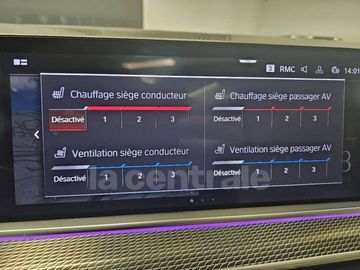 3 RMC 14:01
Chauffage siège conducteur
Désactivé 1 2 3
Chauffage siège passager AV
Désactivé 1 2 3
Ventilation siège conducteur
Désactivé 1 2 3
Ventilation siège passager AV
Désactivé 1 2 3
la centrale